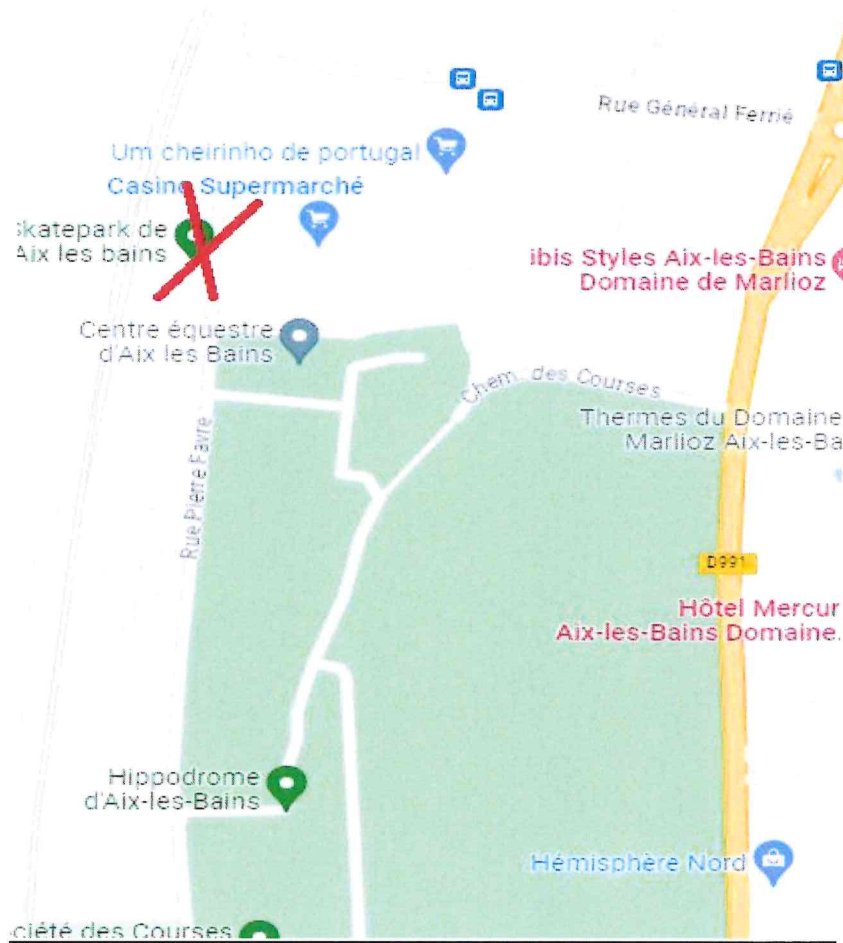 Rue Général Ferrié
Um cheirinho de portugal
Casino Supermarché
skatepark de
Aix les bains
ibis Styles Aix-les-Bains
Domaine de Marlioz
Centre équestre
d'Aix les Bains
Chem. des Courses
Thermes du Domaine
Marlioz Aix-les-Ba
Rue Pierre Favre
D991
Hôtel Mercur
Aix-les-Bains Domaine.
Hippodrome
d'Aix-les-Bains
Hémisphère Nord
ciété des Courses